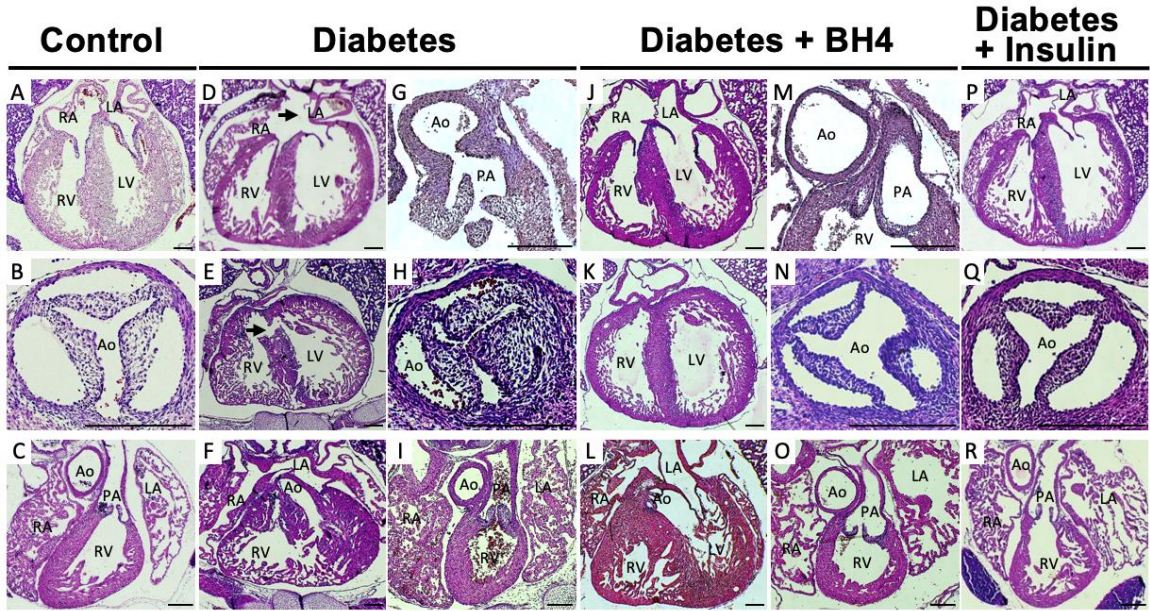 Control
Diabetes
Diabetes + BH4
Diabetes
+ Insulin
A
RA
LA
RV
LV
D
LA
RA
RV
LV
G
Ao
PA
J
RA
LA
RV
LV
M
Ao
PA
RV
P
LA
RA
RV
LV
B
Ao
E
RV
LV
H
Ao
K
RV
LV
N
Ao
Q
Ao
C
Ao
PA
LA
RA
RV
F
LA
RA
Ao
RV
I
Ao
PA
LA
RA
RV
L
LA
RA
Ao
LV
RV
O
Ao
LA
PA
RA
RV
R
Ao
PA
LA
RA
RV